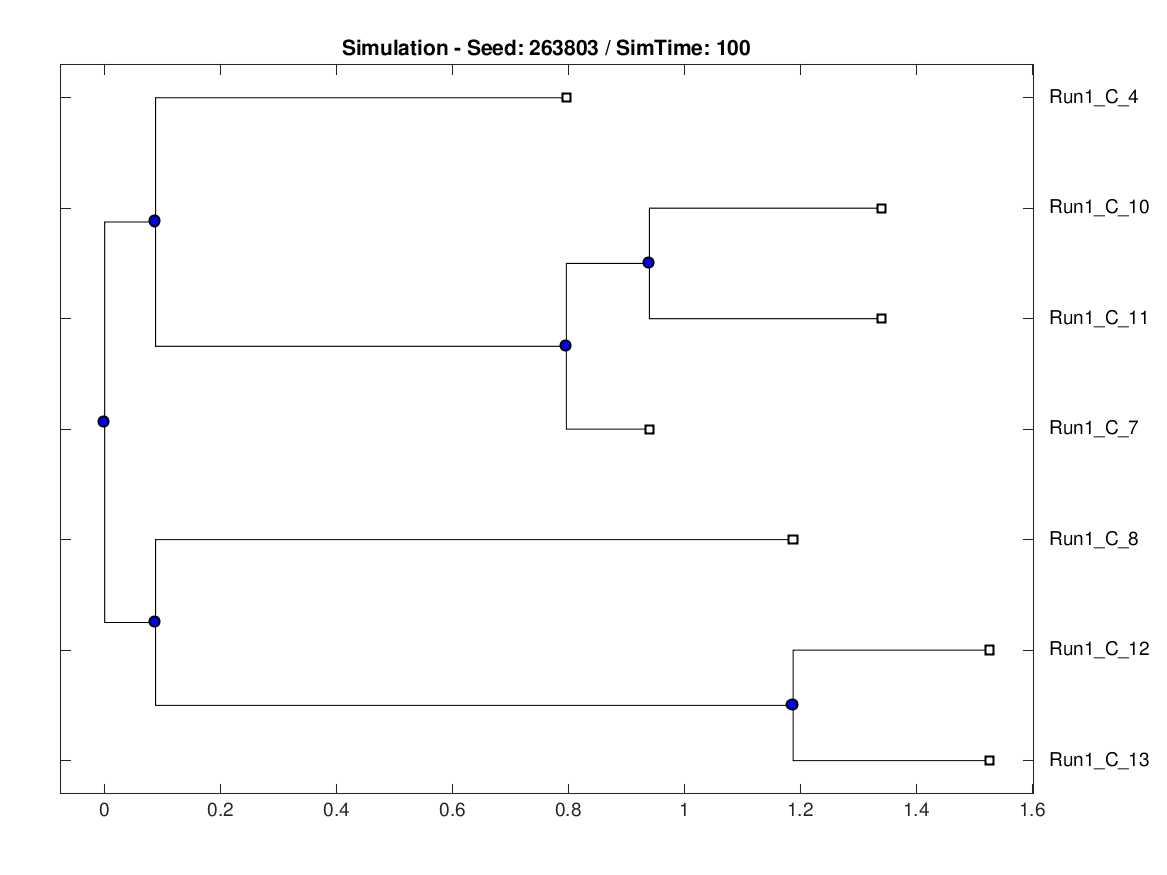 Simulation - Seed: 263803 / SimTime: 100
Run1_C_4
Run1_C_10
Run1_C_11
Run1_C_7
Run1_C_8
Run1_C_12
Run1_C_13
0 0.2 0.4 0.6 0.8 1 1.2 1.4 1.6